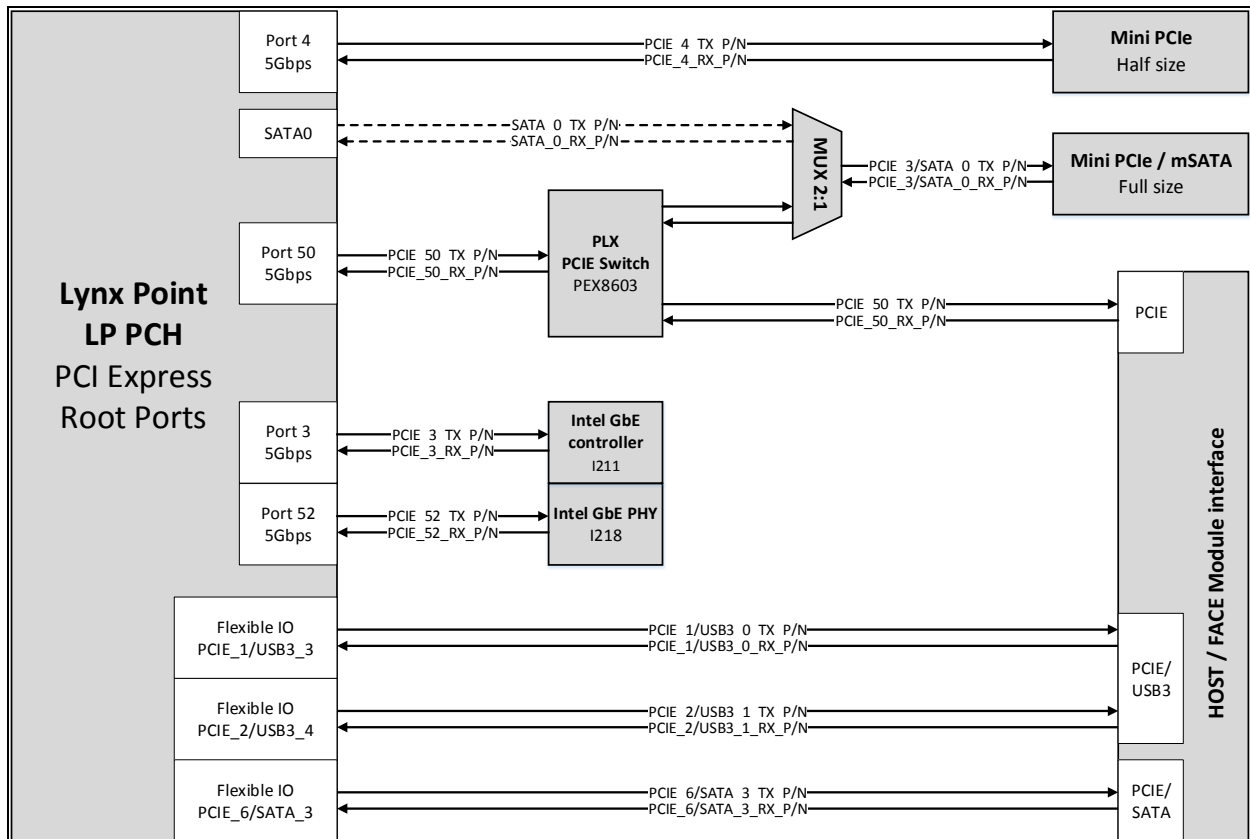 Port 4
5Gbps
PCIE_4_TX_P/N
PCIE_4_RX_P/N
Mini PCIe
Half size
SATA0
SATA_0_TX_P/N
SATA_0_RX_P/N
MUX 2:1
PCIE_3/SATA_0_TX_P/N
PCIE_3/SATA_0_RX_P/N
Mini PCIe / mSATA
Full size
Port 50
5Gbps
PCIE_50_TX_P/N
PCIE_50_RX_P/N
PLX
PCIE Switch
PEX8603
PCIE_50_TX_P/N
PCIE_50_RX_P/N
PCIE
Lynx Point
LP PCH
PCI Express
Root Ports
Port 3
5Gbps
PCIE_3_TX_P/N
PCIE_3_RX_P/N
Intel GbE
controller
I211
Port 52
5Gbps
PCIE_52_TX_P/N
PCIE_52_RX_P/N
Intel GbE PHY
I218
HOST / FACE Module interface
Flexible IO
PCIE_1/USB3_3
PCIE_1/USB3_0_TX_P/N
PCIE_1/USB3_0_RX_P/N
PCIE/
USB3
Flexible IO
PCIE_2/USB3_4
PCIE_2/USB3_1_TX_P/N
PCIE_2/USB3_1_RX_P/N
Flexible IO
PCIE_6/SATA_3
PCIE_6/SATA_3_TX_P/N
PCIE_6/SATA_3_RX_P/N
PCIE/
SATA